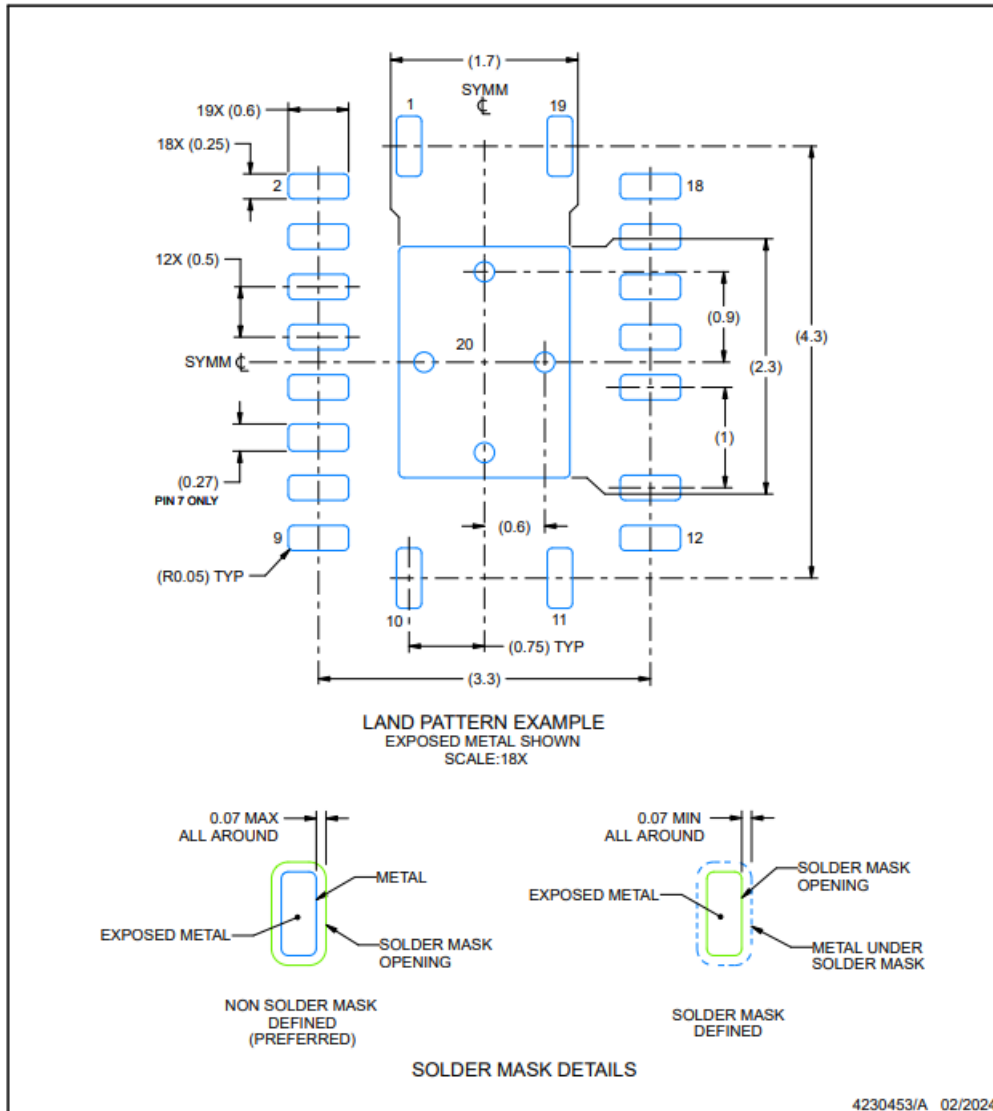 (1.7)
SYMM
℄
1
19
19X (0.6)
18X (0.25)
2
18
12X (0.5)
(0.9)
(4.3)
20
SYMM ℄
(2.3)
(1)
(0.27)
PIN 7 ONLY
(0.6)
9
12
(R0.05) TYP
10
11
(0.75) TYP
(3.3)
LAND PATTERN EXAMPLE
EXPOSED METAL SHOWN
SCALE:18X
0.07 MAX
ALL AROUND
METAL
EXPOSED METAL
SOLDER MASK
OPENING
NON SOLDER MASK
DEFINED
(PREFERRED)
0.07 MIN
ALL AROUND
SOLDER MASK
OPENING
EXPOSED METAL
METAL UNDER
SOLDER MASK
SOLDER MASK
DEFINED
SOLDER MASK DETAILS
4230453/A 02/2024